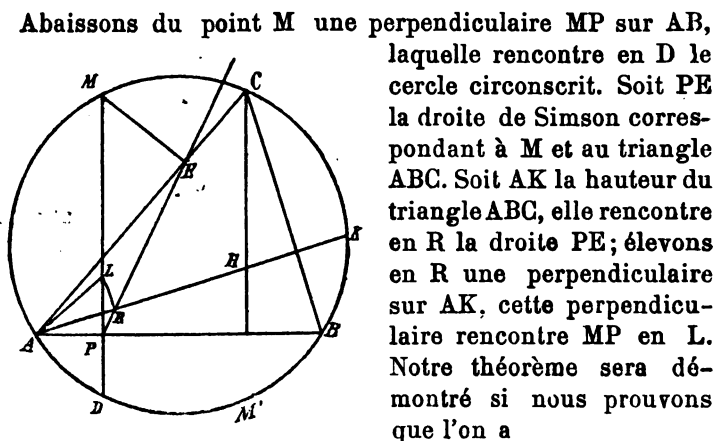 Abaissons du point M une perpendiculaire MP sur AB,
laquelle rencontre en D le
cercle circonscrit. Soit PE
la droite de Simson corres-
pondant à M et au triangle
ABC. Soit AK la hauteur du
triangle ABC, elle rencontre
en R la droite PE; élevons
en R une perpendiculaire
sur AK, cette perpendicu-
laire rencontre MP en L.
Notre théorème sera dé-
montré si nous prouvons
que l'on a
M
C
E
K
H
L
R
A
P
B
D
M'